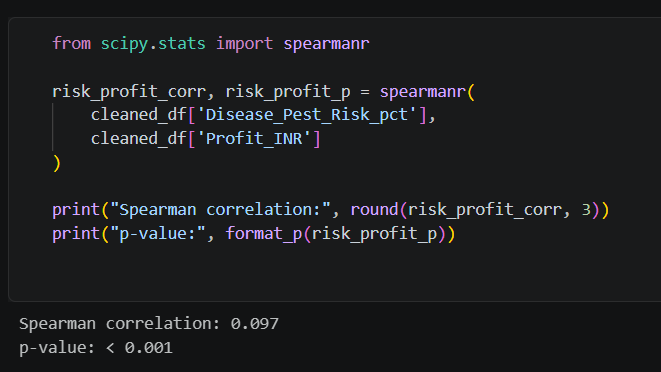 from scipy.stats import spearmanr
risk_profit_corr, risk_profit_p = spearmanr(
cleaned_df['Disease_Pest_Risk_pct'],
cleaned_df['Profit_INR']
)
print("Spearman correlation:", round(risk_profit_corr, 3))
print("p-value:", format_p(risk_profit_p))
Spearman correlation: 0.097
p-value: < 0.001